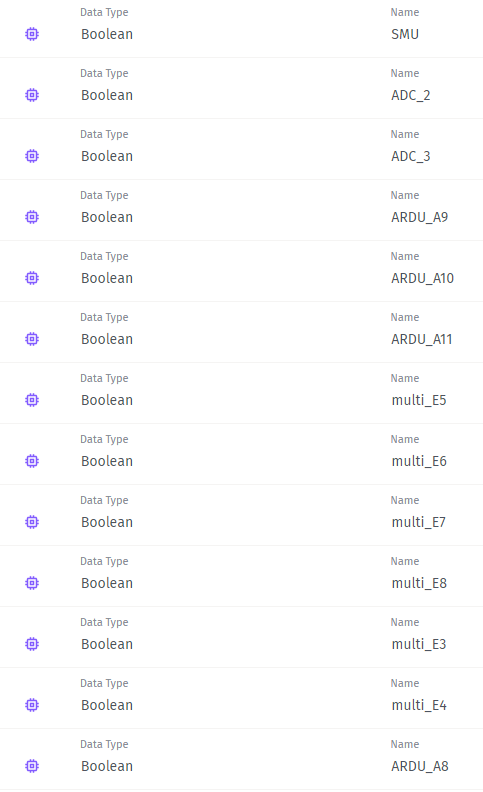 Data Type Name
Boolean SMU
Data Type Name
Boolean ADC_2
Data Type Name
Boolean ADC_3
Data Type Name
Boolean ARDU_A9
Data Type Name
Boolean ARDU_A10
Data Type Name
Boolean ARDU_A11
Data Type Name
Boolean multi_E5
Data Type Name
Boolean multi_E6
Data Type Name
Boolean multi_E7
Data Type Name
Boolean multi_E8
Data Type Name
Boolean multi_E3
Data Type Name
Boolean multi_E4
Data Type Name
Boolean ARDU_A8